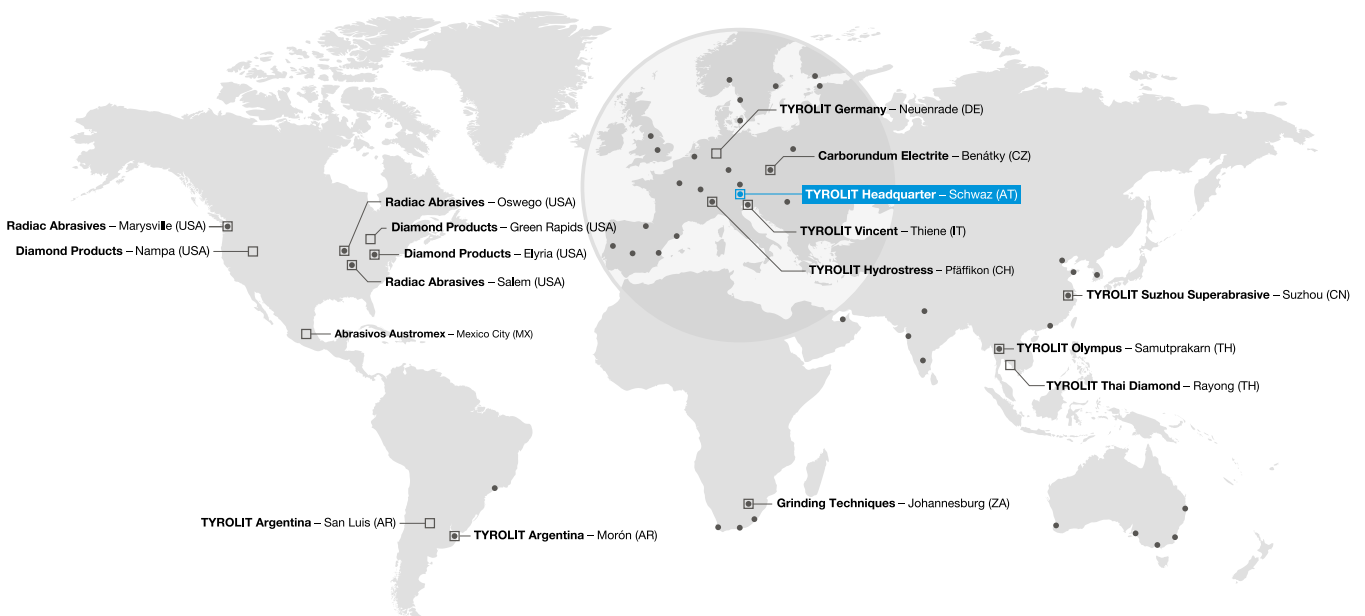 TYROLIT Germany – Neuenrade (DE)
Carborundum Electrite – Benátky (CZ)
TYROLIT Headquarter – Schwaz (AT)
Radiac Abrasives – Oswego (USA)
Radiac Abrasives – Marysville (USA)
Diamond Products – Green Rapids (USA)
TYROLIT Vincent – Thiene (IT)
Diamond Products – Nampa (USA)
Diamond Products – Elyria (USA)
TYROLIT Hydrostress – Pfäffikon (CH)
Radiac Abrasives – Salem (USA)
TYROLIT Suzhou Superabrasive – Suzhou (CN)
Abrasivos Austromex – Mexico City (MX)
TYROLIT Olympus – Samutprakarn (TH)
TYROLIT Thai Diamond – Rayong (TH)
Grinding Techniques – Johannesburg (ZA)
TYROLIT Argentina – San Luis (AR)
TYROLIT Argentina – Morón (AR)